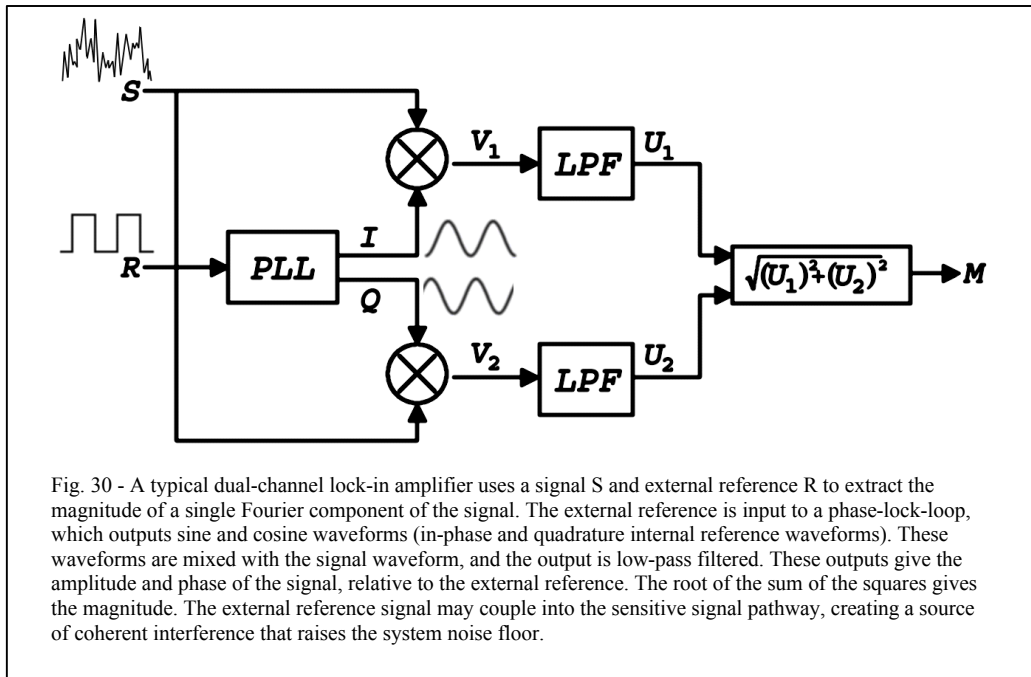 S
V₁
LPF
U₁
R
PLL
I
Q
√(U₁)²+(U₂)²
M
V₂
LPF
U₂
Fig. 30 - A typical dual-channel lock-in amplifier uses a signal S and external reference R to extract the
magnitude of a single Fourier component of the signal. The external reference is input to a phase-lock-loop,
which outputs sine and cosine waveforms (in-phase and quadrature internal reference waveforms). These
waveforms are mixed with the signal waveform, and the output is low-pass filtered. These outputs give the
amplitude and phase of the signal, relative to the external reference. The root of the sum of the squares gives
the magnitude. The external reference signal may couple into the sensitive signal pathway, creating a source
of coherent interference that raises the system noise floor.